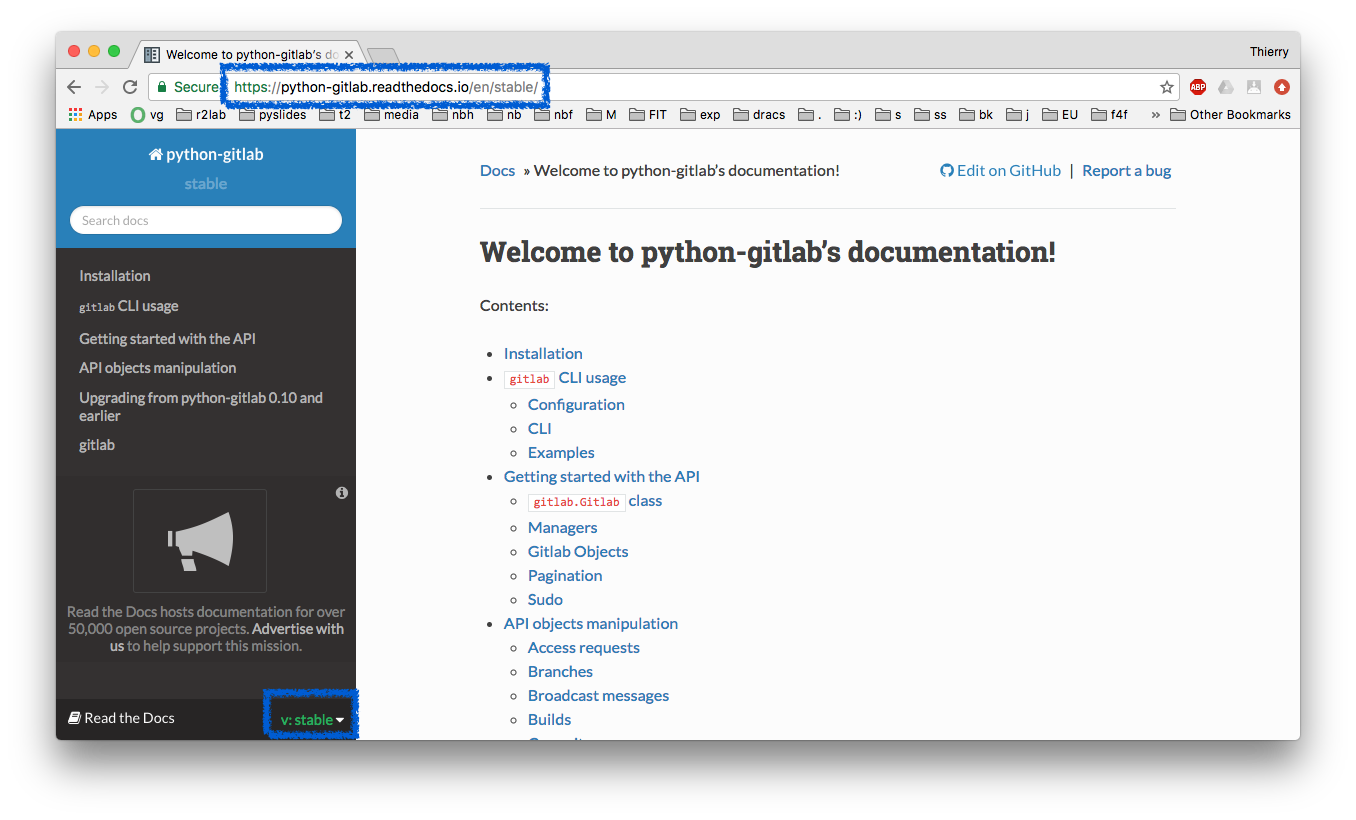 Welcome to python-gitlab's do
Thierry
Secure https://python-gitlab.readthedocs.io/en/stable/
ABP
Apps vg r2lab pyslides t2 media nbh nb nbf M FIT exp dracs . :) s ss bk j EU f4f » Other Bookmarks
python-gitlab
stable
Search docs
Installation
gitlab CLI usage
Getting started with the API
API objects manipulation
Upgrading from python-gitlab 0.10 and
earlier
gitlab
Read the Docs hosts documentation for over
50,000 open source projects. Advertise with
us to help support this mission.
Read the Docs
v: stable
Docs » Welcome to python-gitlab's documentation!
Edit on GitHub | Report a bug
Welcome to python-gitlab's documentation!
Contents:
Installation
gitlab CLI usage
Configuration
CLI
Examples
Getting started with the API
gitlab.Gitlab class
Managers
Gitlab Objects
Pagination
Sudo
API objects manipulation
Access requests
Branches
Broadcast messages
Builds